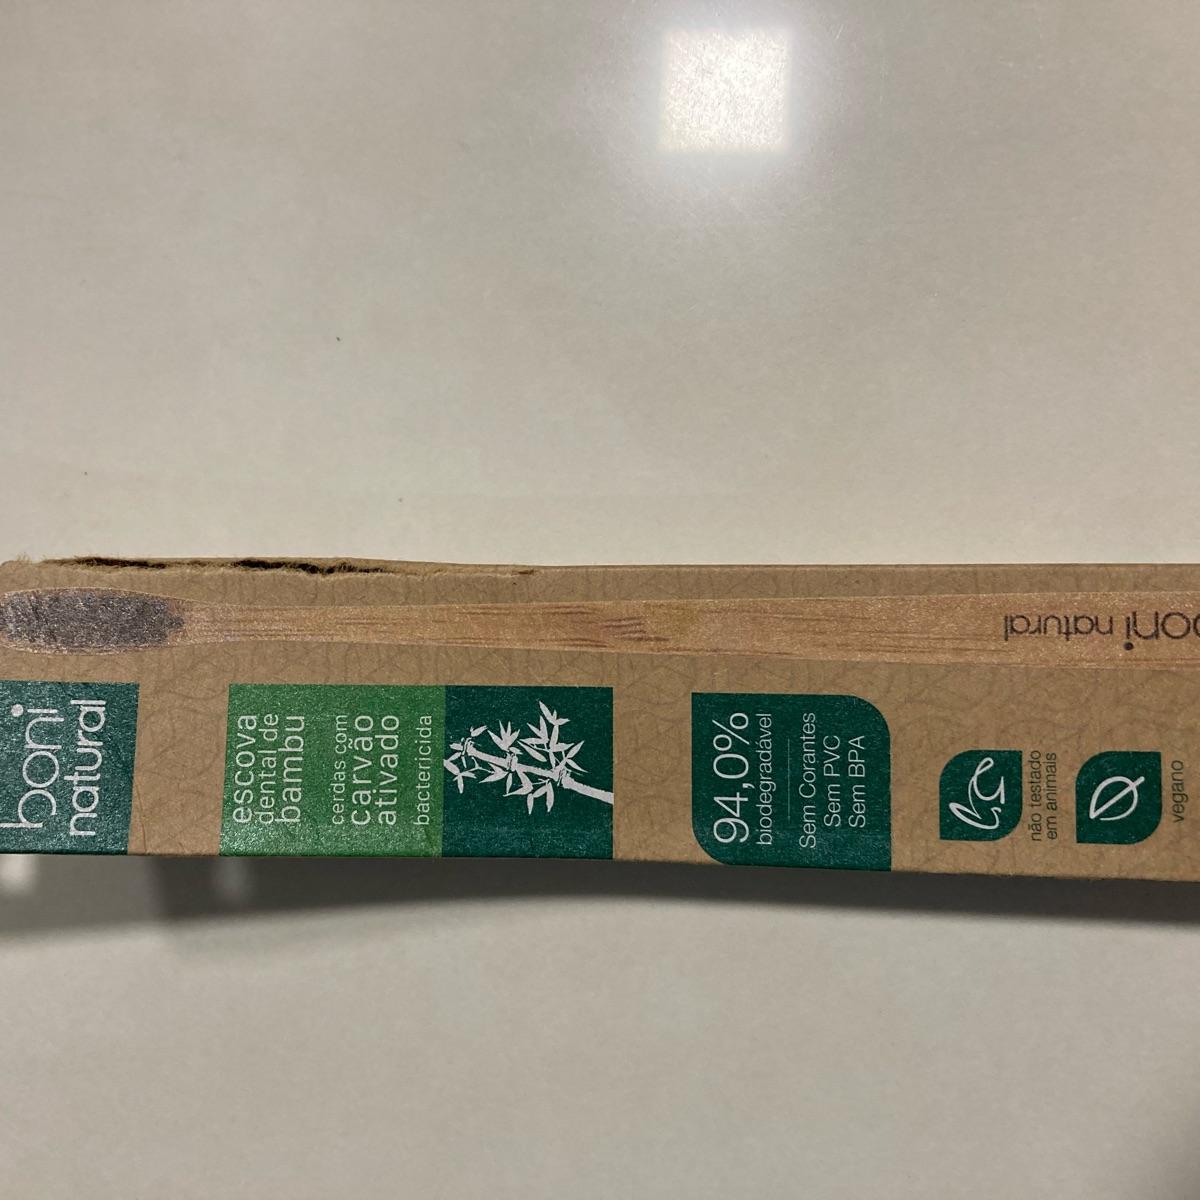 boni
natural
escova
dental de
bambu
cerdas com
carvão
ativado
bactericida
94,0%
biodegradável
Sem Corantes
Sem PVC
Sem BPA
não testado
em animais
vegano
boni natural